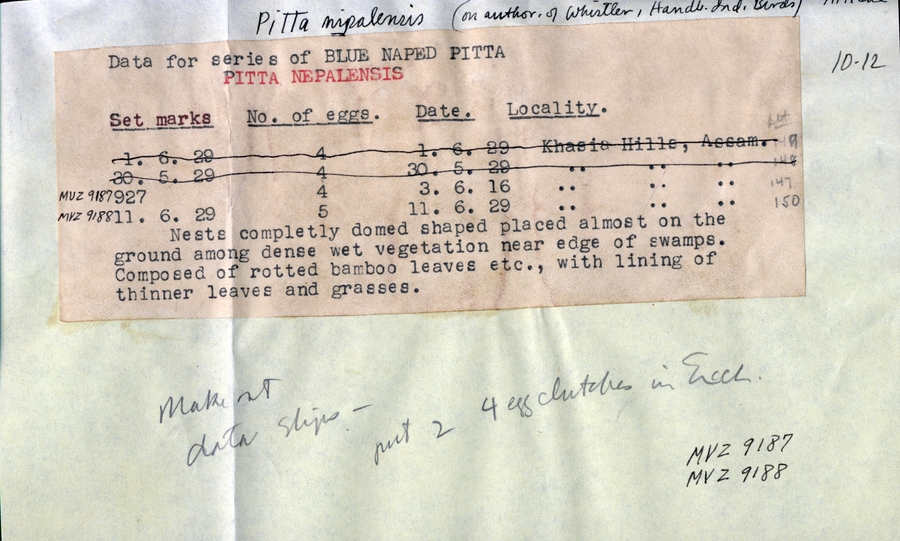 Pitta nipalensis (on author. of Whistler, Handb. Ind. Birds)
10-12
Data for series of BLUE NAPED PITTA
PITTA NEPALENSIS
Set marks No. of eggs. Date. Locality.
1. 6. 29 4 1. 6. 29 Khasia Hills, Assam.
30. 5. 29 4 30. 5. 29 .. .. ..
MVZ 9187 927 4 3. 6. 16 .. .. .. 147
MVZ 9188 11. 6. 29 5 11. 6. 29 .. .. .. 150
Nests completly domed shaped placed almost on the
ground among dense wet vegetation near edge of swamps.
Composed of rotted bamboo leaves etc., with lining of
thinner leaves and grasses.
Make out
data slips –
put 2 4 egg clutches in Exch.
MVZ 9187
MVZ 9188